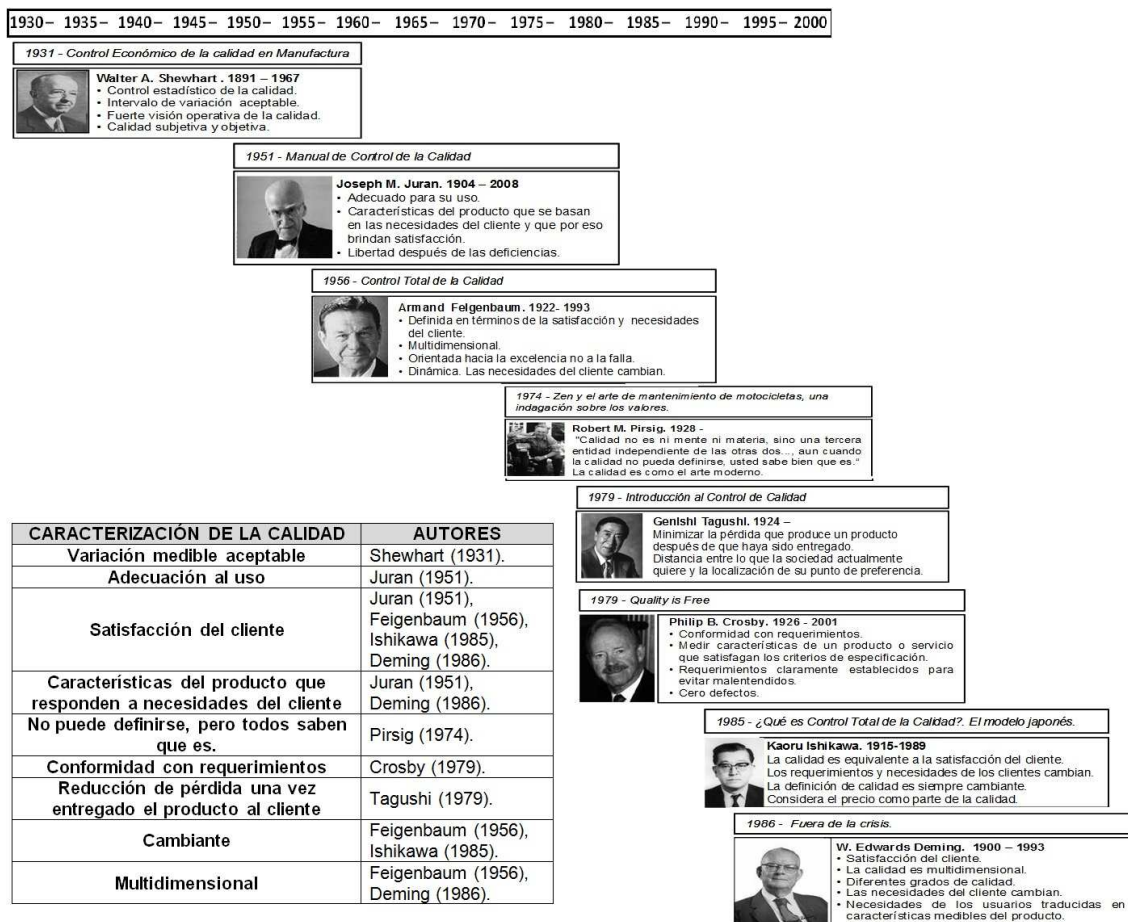 1930– 1935– 1940– 1945– 1950– 1955– 1960– 1965– 1970– 1975– 1980– 1985– 1990– 1995– 2000
1931 - Control Económico de la calidad en Manufactura
Walter A. Shewhart . 1891 – 1967
• Control estadístico de la calidad.
• Intervalo de variación aceptable.
• Fuerte visión operativa de la calidad.
• Calidad subjetiva y objetiva.
1951 - Manual de Control de la Calidad
Joseph M. Juran. 1904 – 2008
• Adecuado para su uso.
• Características del producto que se basan
en las necesidades del cliente y que por eso
brindan satisfacción.
• Libertad después de las deficiencias.
1956 - Control Total de la Calidad
Armand Feigenbaum. 1922- 1993
• Definida en términos de la satisfacción y necesidades
del cliente.
• Multidimensional.
• Orientada hacia la excelencia no a la falla.
• Dinámica. Las necesidades del cliente cambian.
1974 - Zen y el arte de mantenimiento de motocicletas, una
indagación sobre los valores.
Robert M. Pirsig. 1928 -
"Calidad no es ni mente ni materia, sino una tercera
entidad independiente de las otras dos..., aun cuando
la calidad no pueda definirse, usted sabe bien que es."
La calidad es como el arte moderno.
1979 - Introducción al Control de Calidad
Genishi Tagushi. 1924 –
Minimizar la pérdida que produce un producto
después de que haya sido entregado.
Distancia entre lo que la sociedad actualmente
quiere y la localización de su punto de preferencia.
1979 - Quality is Free
Philip B. Crosby. 1926 - 2001
• Conformidad con requerimientos.
• Medir características de un producto o servicio
que satisfagan los criterios de especificación.
• Requerimientos claramente establecidos para
evitar malentendidos.
• Cero defectos.
1985 - ¿Qué es Control Total de la Calidad?. El modelo japonés.
Kaoru Ishikawa. 1915-1989
La calidad es equivalente a la satisfacción del cliente.
Los requerimientos y necesidades de los clientes cambian.
La definición de calidad es siempre cambiante.
Considera el precio como parte de la calidad.
1986 - Fuera de la crisis.
W. Edwards Deming. 1900 – 1993
• Satisfacción del cliente.
• La calidad es multidimensional.
• Diferentes grados de calidad.
• Las necesidades del cliente cambian.
• Necesidades de los usuarios traducidas en
características medibles del producto.
CARACTERIZACIÓN DE LA CALIDAD AUTORES
Variación medible aceptable Shewhart (1931).
Adecuación al uso Juran (1951).
Satisfacción del cliente Juran (1951),
Feigenbaum (1956),
Ishikawa (1985),
Deming (1986).
Características del producto que Juran (1951),
responden a necesidades del cliente Deming (1986).
No puede definirse, pero todos saben
que es. Pirsig (1974).
Conformidad con requerimientos Crosby (1979).
Reducción de pérdida una vez
entregado el producto al cliente Tagushi (1979).
Cambiante Feigenbaum (1956),
Ishikawa (1985).
Multidimensional Feigenbaum (1956),
Deming (1986).